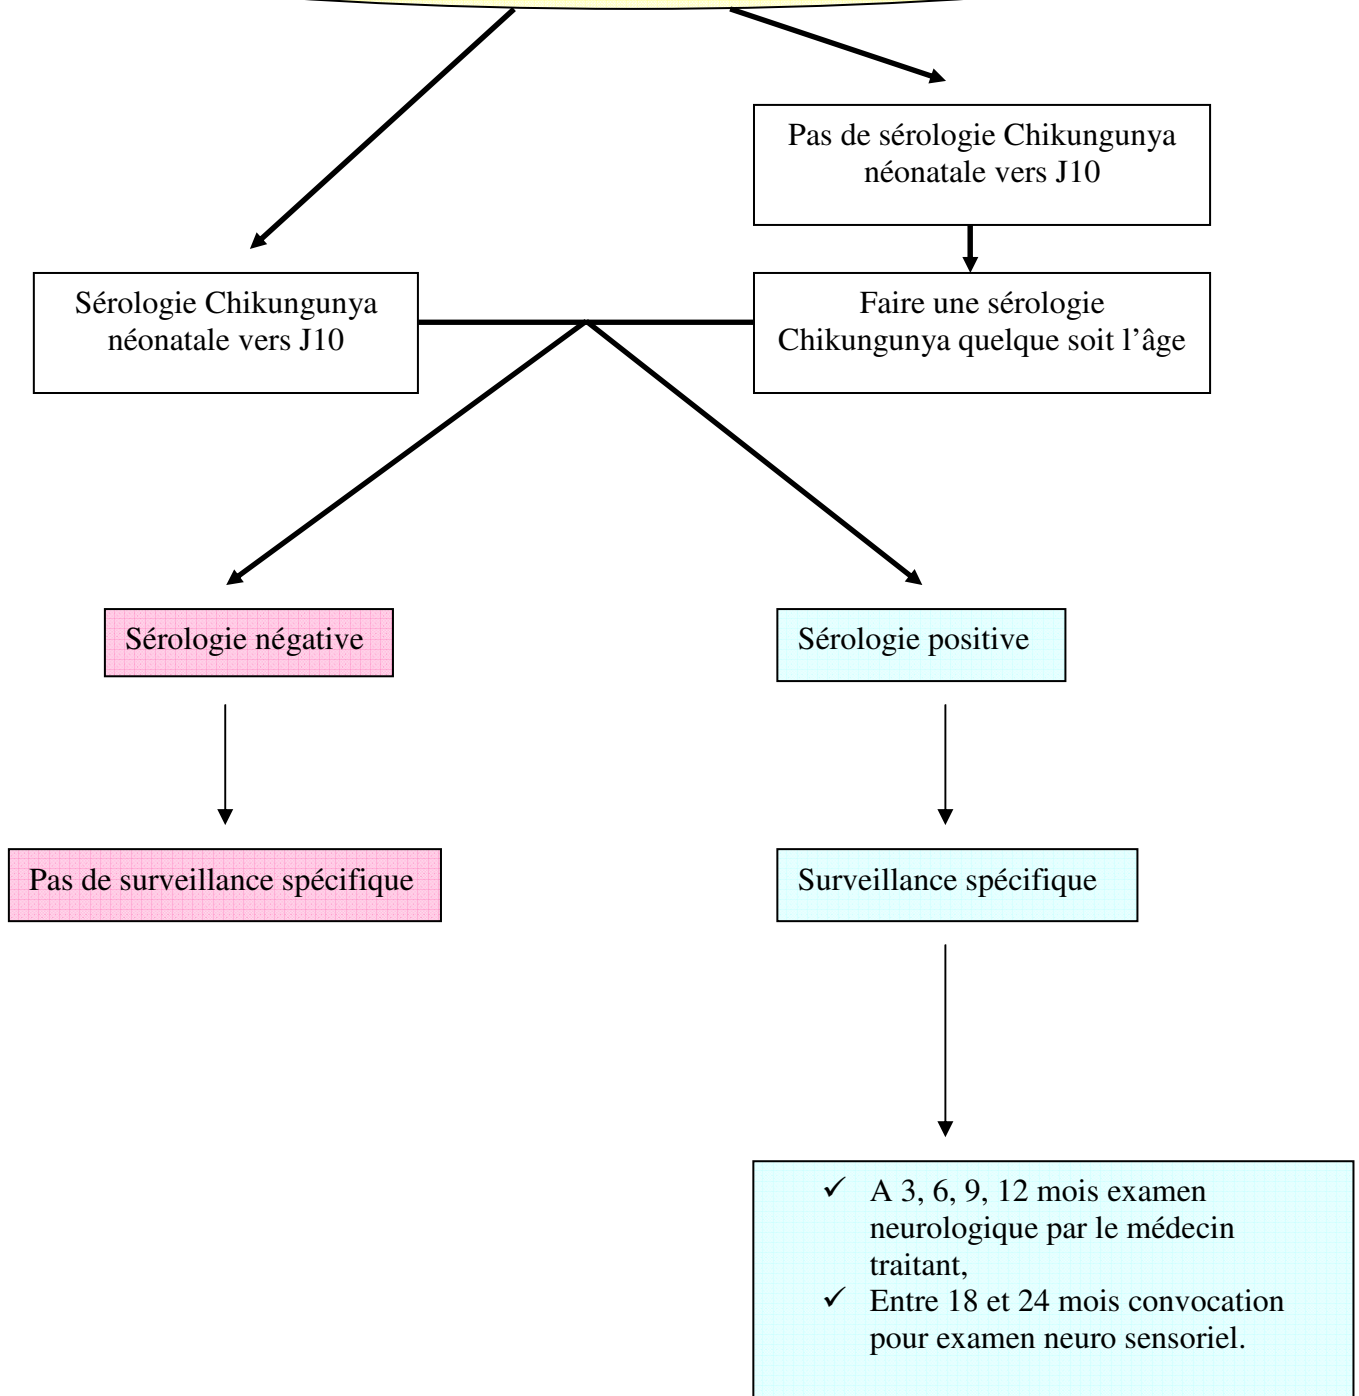 Pas de sérologie Chikungunya
néonatale vers J10
Sérologie Chikungunya
néonatale vers J10
Faire une sérologie
Chikungunya quelque soit l’âge
Sérologie négative
Sérologie positive
Pas de surveillance spécifique
Surveillance spécifique
✓ A 3, 6, 9, 12 mois examen
neurologique par le médecin
traitant,
✓ Entre 18 et 24 mois convocation
pour examen neuro sensoriel.